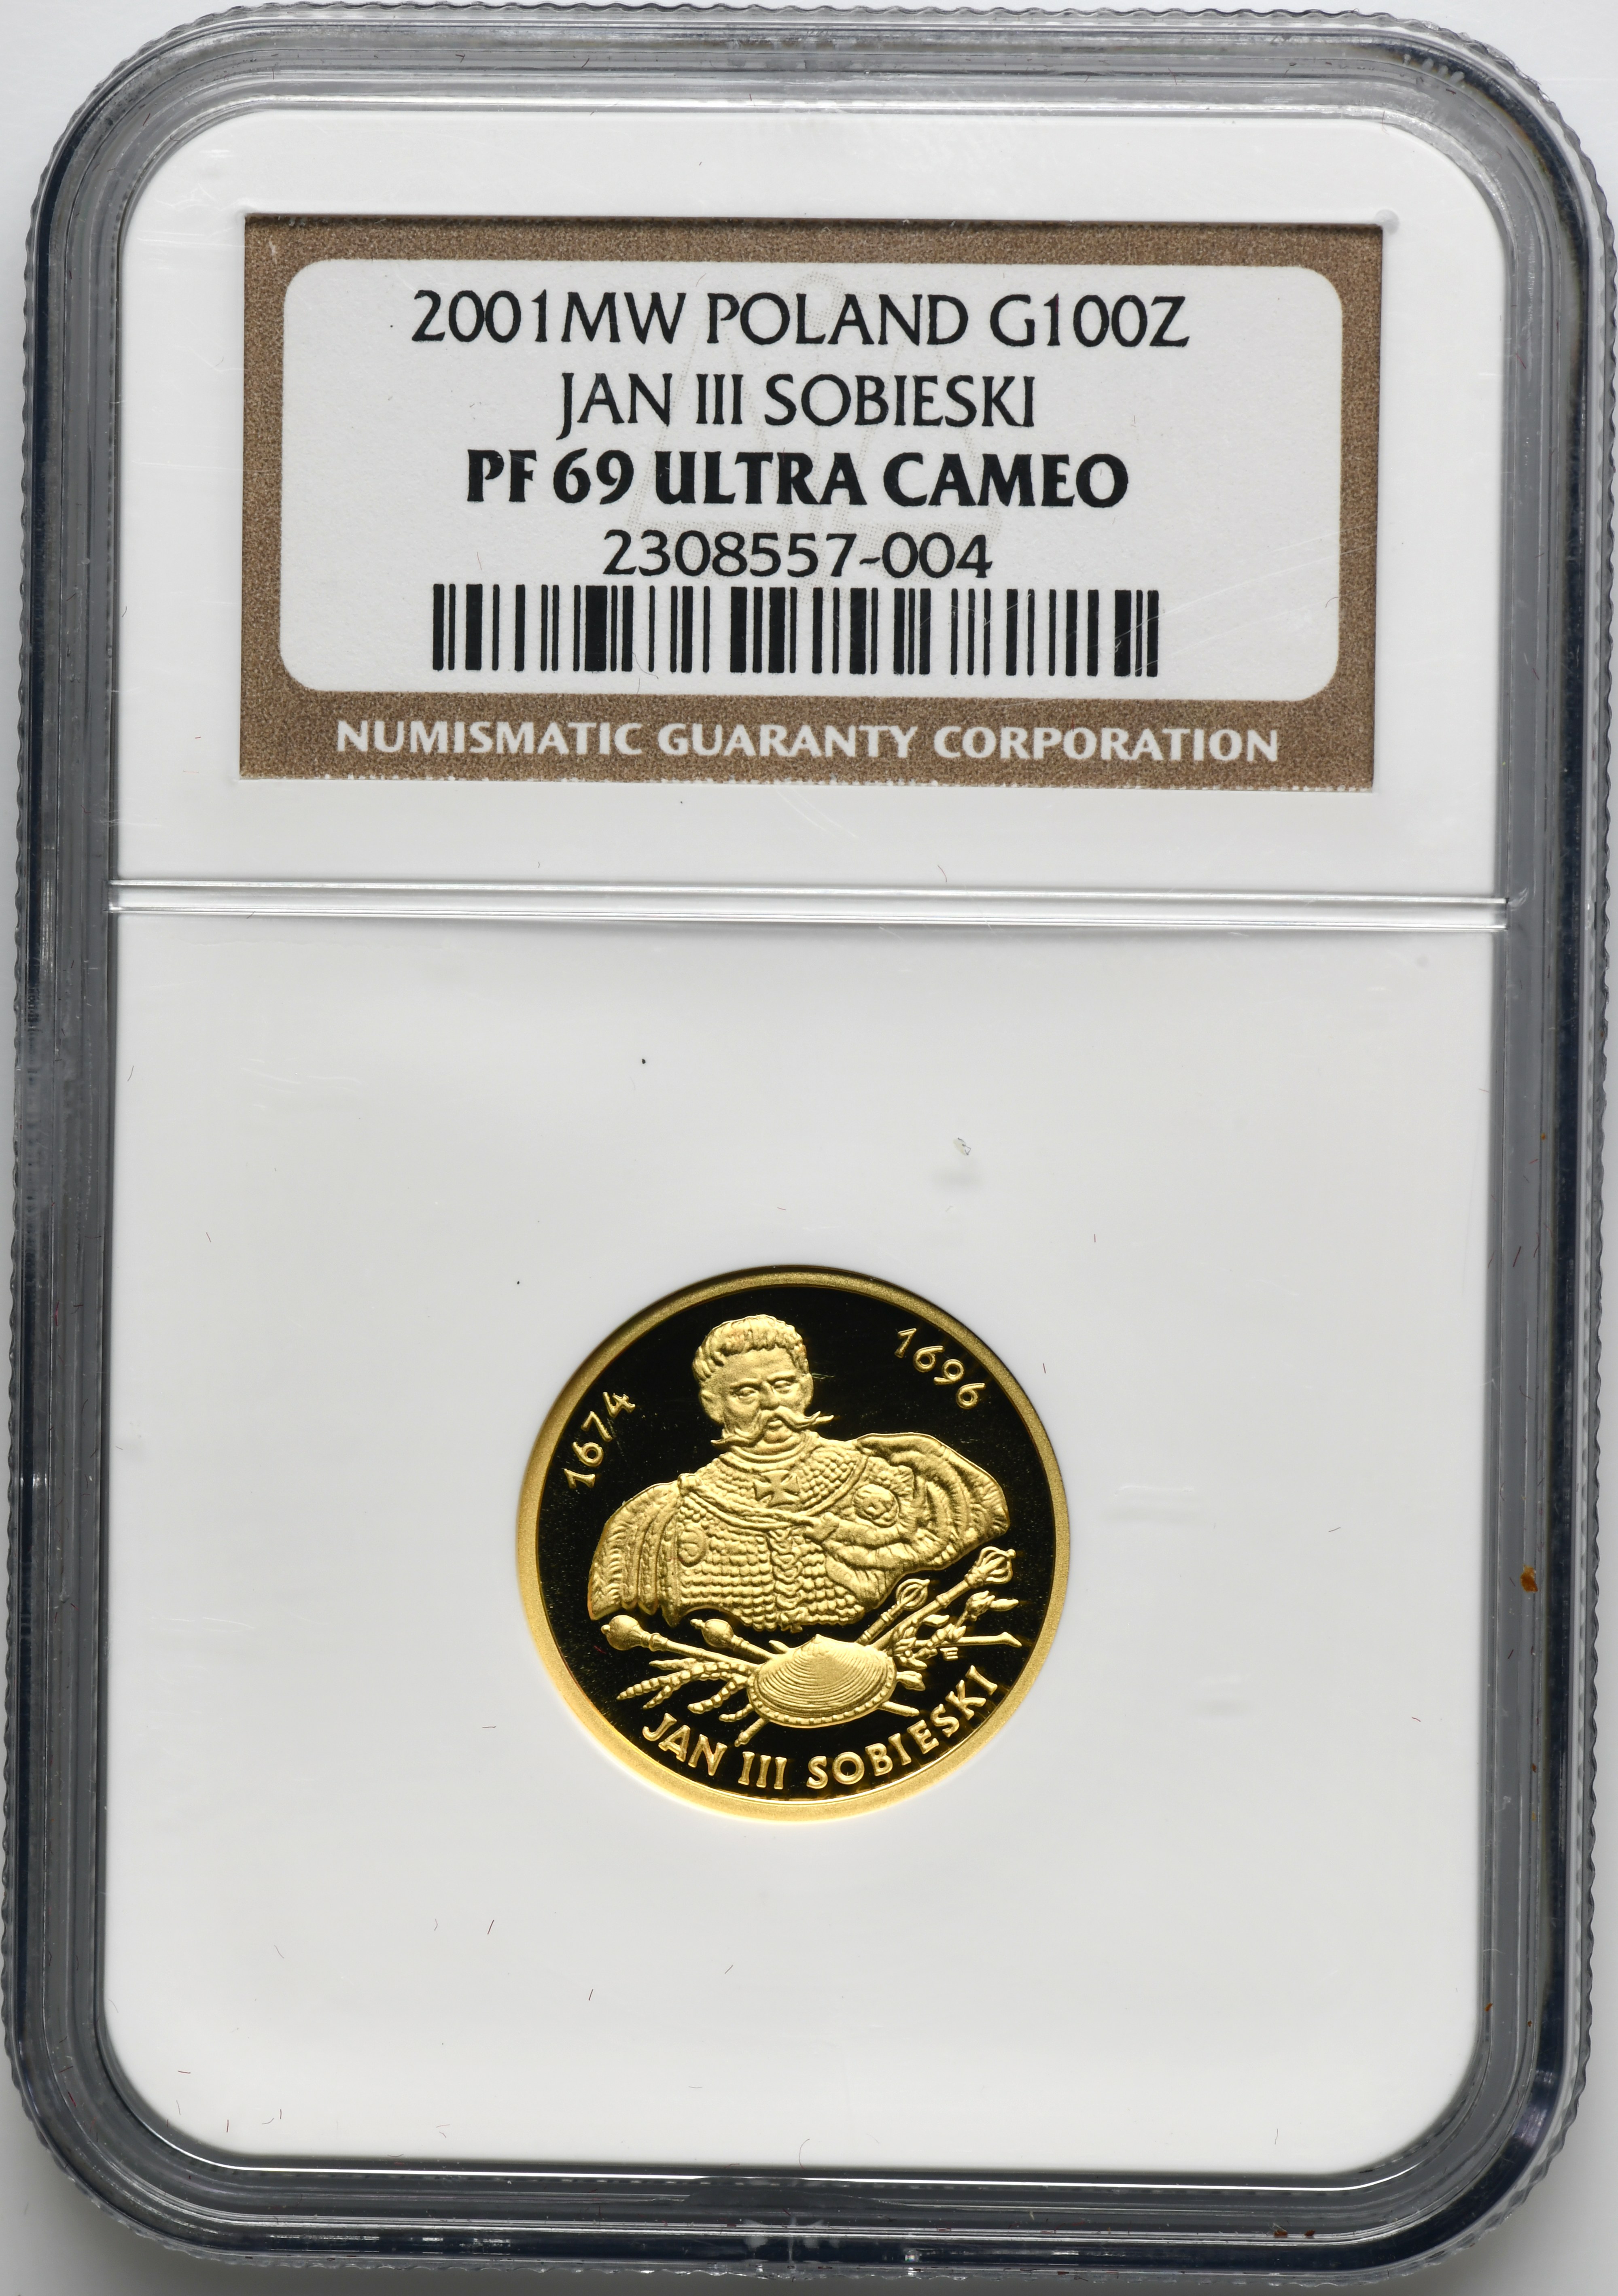 2001MW POLAND G100Z
JAN III SOBIESKI
PF 69 ULTRA CAMEO
2308557-004
NUMISMATIC GUARANTY CORPORATION
1674
1696
JAN III SOBIESKI